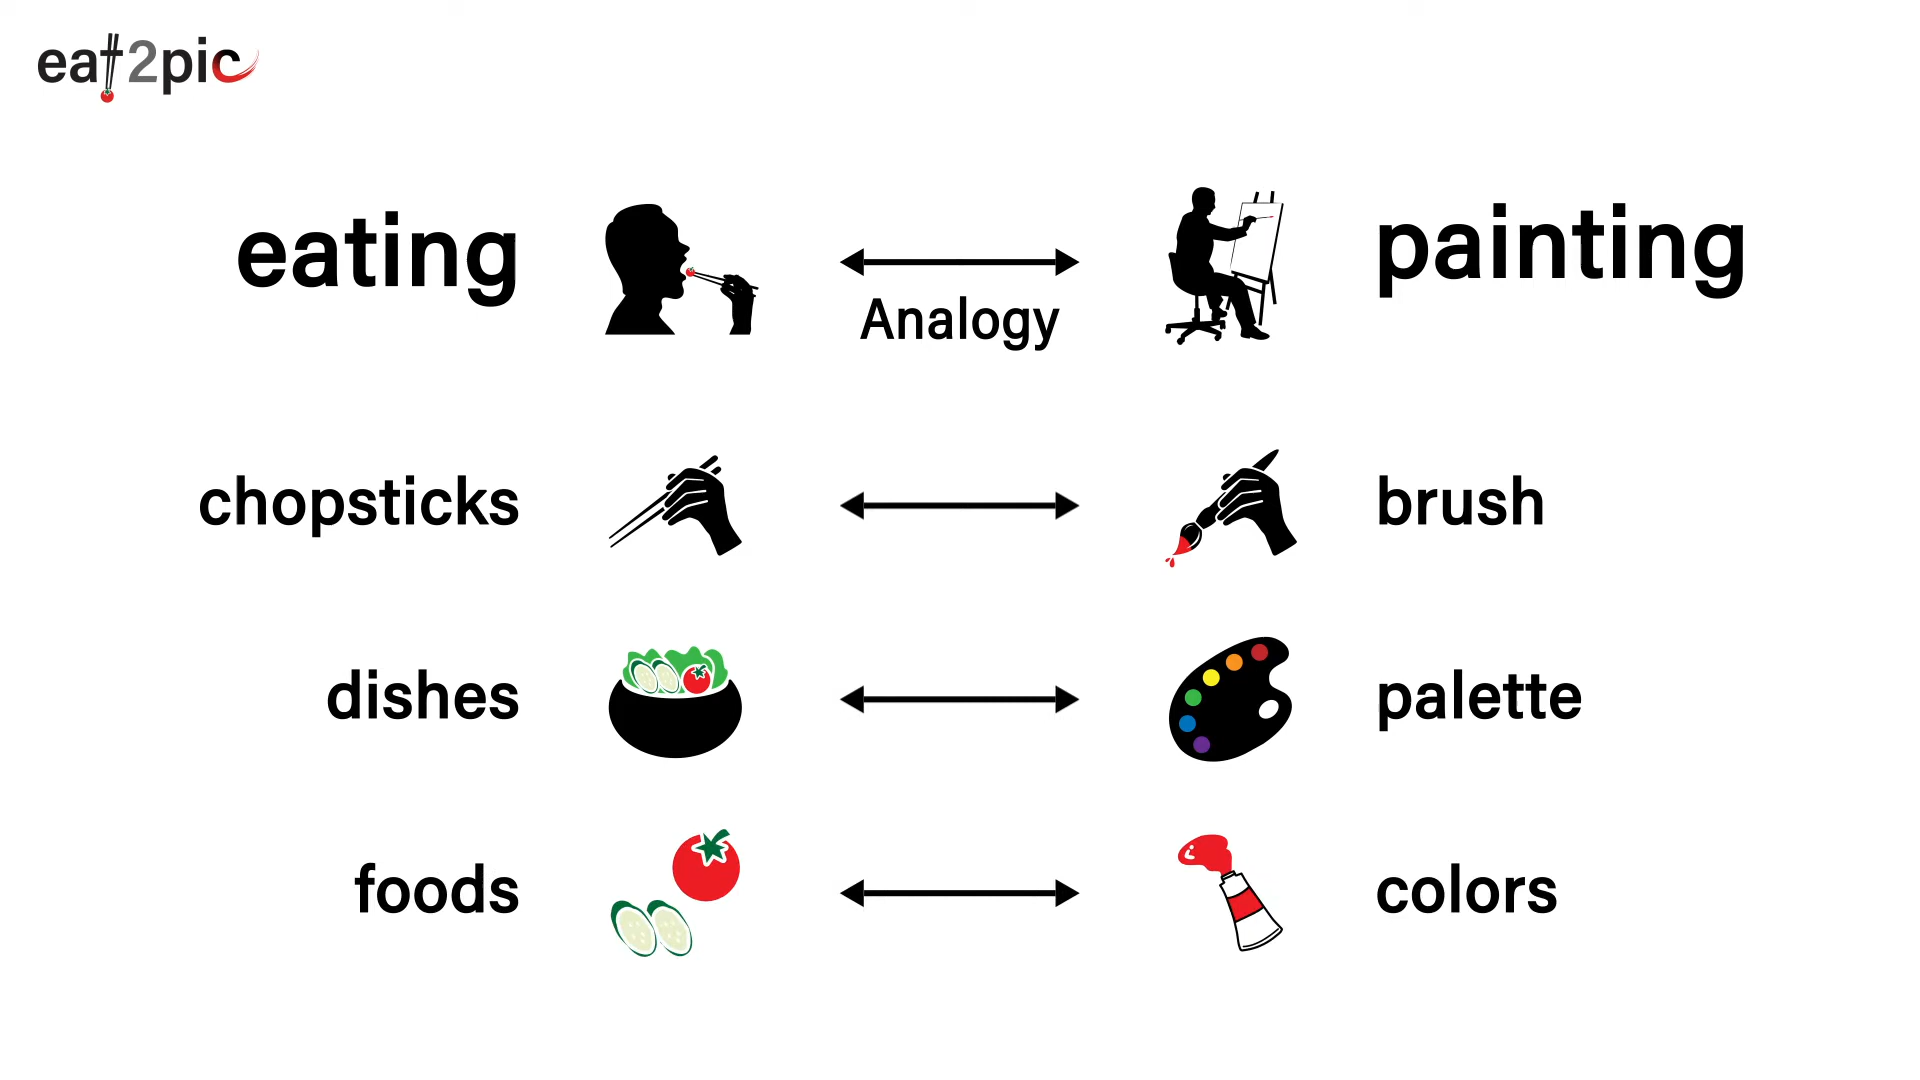 eat2pic
eating
Analogy
painting
chopsticks
brush
dishes
palette
foods
colors